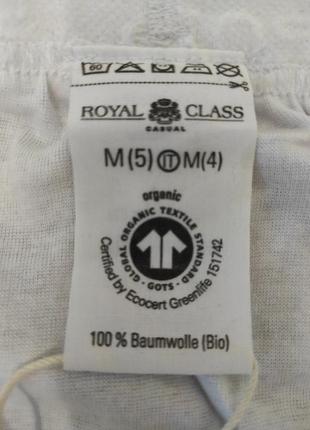 60
ROYAL CLASS
CASUAL
M(5) IT M(4)
organic
GLOBAL ORGANIC TEXTILE STANDARD · GOTS ·
Certified by Ecocert Greenlife 151742
100 % Baumwolle (Bio)